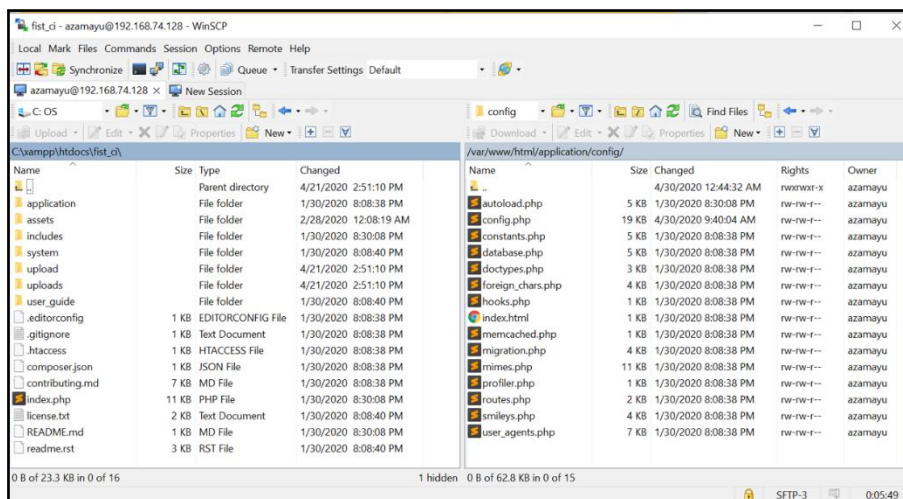 fist_ci - azamayu@192.168.74.128 - WinSCP
Local Mark Files Commands Session Options Remote Help
Synchronize Queue Transfer Settings Default
azamayu@192.168.74.128 × New Session
C: OS
Upload Edit Properties New
C:\xampp\htdocs\fist_ci\
Name Size Type Changed
.. Parent directory 4/21/2020 2:51:10 PM
application File folder 1/30/2020 8:08:38 PM
assets File folder 2/28/2020 12:08:19 AM
includes File folder 1/30/2020 8:30:08 PM
system File folder 1/30/2020 8:08:40 PM
upload File folder 4/21/2020 2:51:10 PM
uploads File folder 4/21/2020 2:51:10 PM
user_guide File folder 1/30/2020 8:08:40 PM
.editorconfig 1 KB EDITORCONFIG File 1/30/2020 8:08:38 PM
.gitignore 1 KB Text Document 1/30/2020 8:08:38 PM
.htaccess 1 KB HTACCESS File 1/30/2020 8:08:38 PM
composer.json 1 KB JSON File 1/30/2020 8:08:38 PM
contributing.md 7 KB MD File 1/30/2020 8:08:38 PM
index.php 11 KB PHP File 1/30/2020 8:30:08 PM
license.txt 2 KB Text Document 1/30/2020 8:08:40 PM
README.md 1 KB MD File 1/30/2020 8:30:08 PM
readme.rst 3 KB RST File 1/30/2020 8:08:40 PM
0 B of 23.3 KB in 0 of 16 1 hidden
config Find Files
Download Edit Properties New
/var/www/html/application/config/
Name Size Changed Rights Owner
.. 4/30/2020 12:44:32 AM rwxrwxr-x azamayu
autoload.php 5 KB 1/30/2020 8:30:08 PM rw-rw-r-- azamayu
config.php 19 KB 4/30/2020 9:40:04 AM rw-rw-r-- azamayu
constants.php 5 KB 1/30/2020 8:08:38 PM rw-rw-r-- azamayu
database.php 5 KB 1/30/2020 8:08:38 PM rw-rw-r-- azamayu
doctypes.php 3 KB 1/30/2020 8:08:38 PM rw-rw-r-- azamayu
foreign_chars.php 4 KB 1/30/2020 8:08:38 PM rw-rw-r-- azamayu
hooks.php 1 KB 1/30/2020 8:08:38 PM rw-rw-r-- azamayu
index.html 1 KB 1/30/2020 8:08:38 PM rw-rw-r-- azamayu
memcached.php 1 KB 1/30/2020 8:08:38 PM rw-rw-r-- azamayu
migration.php 4 KB 1/30/2020 8:08:38 PM rw-rw-r-- azamayu
mimes.php 11 KB 1/30/2020 8:08:38 PM rw-rw-r-- azamayu
profiler.php 1 KB 1/30/2020 8:08:38 PM rw-rw-r-- azamayu
routes.php 2 KB 1/30/2020 8:08:38 PM rw-rw-r-- azamayu
smileys.php 4 KB 1/30/2020 8:08:38 PM rw-rw-r-- azamayu
user_agents.php 7 KB 1/30/2020 8:08:38 PM rw-rw-r-- azamayu
0 B of 62.8 KB in 0 of 15
SFTP-3 0:05:49